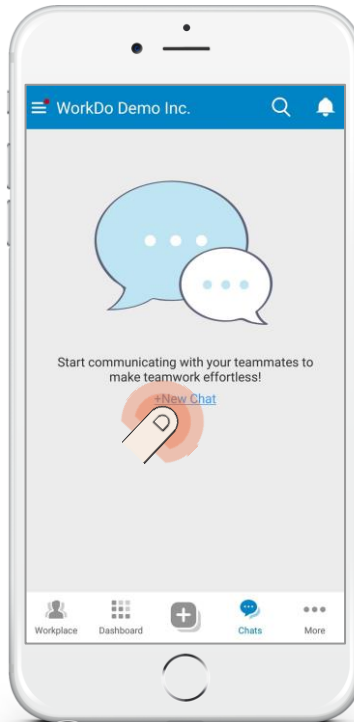 WorkDo Demo Inc.
Start communicating with your teammates to
make teamwork effortless!
+New Chat
Workplace Dashboard Chats More